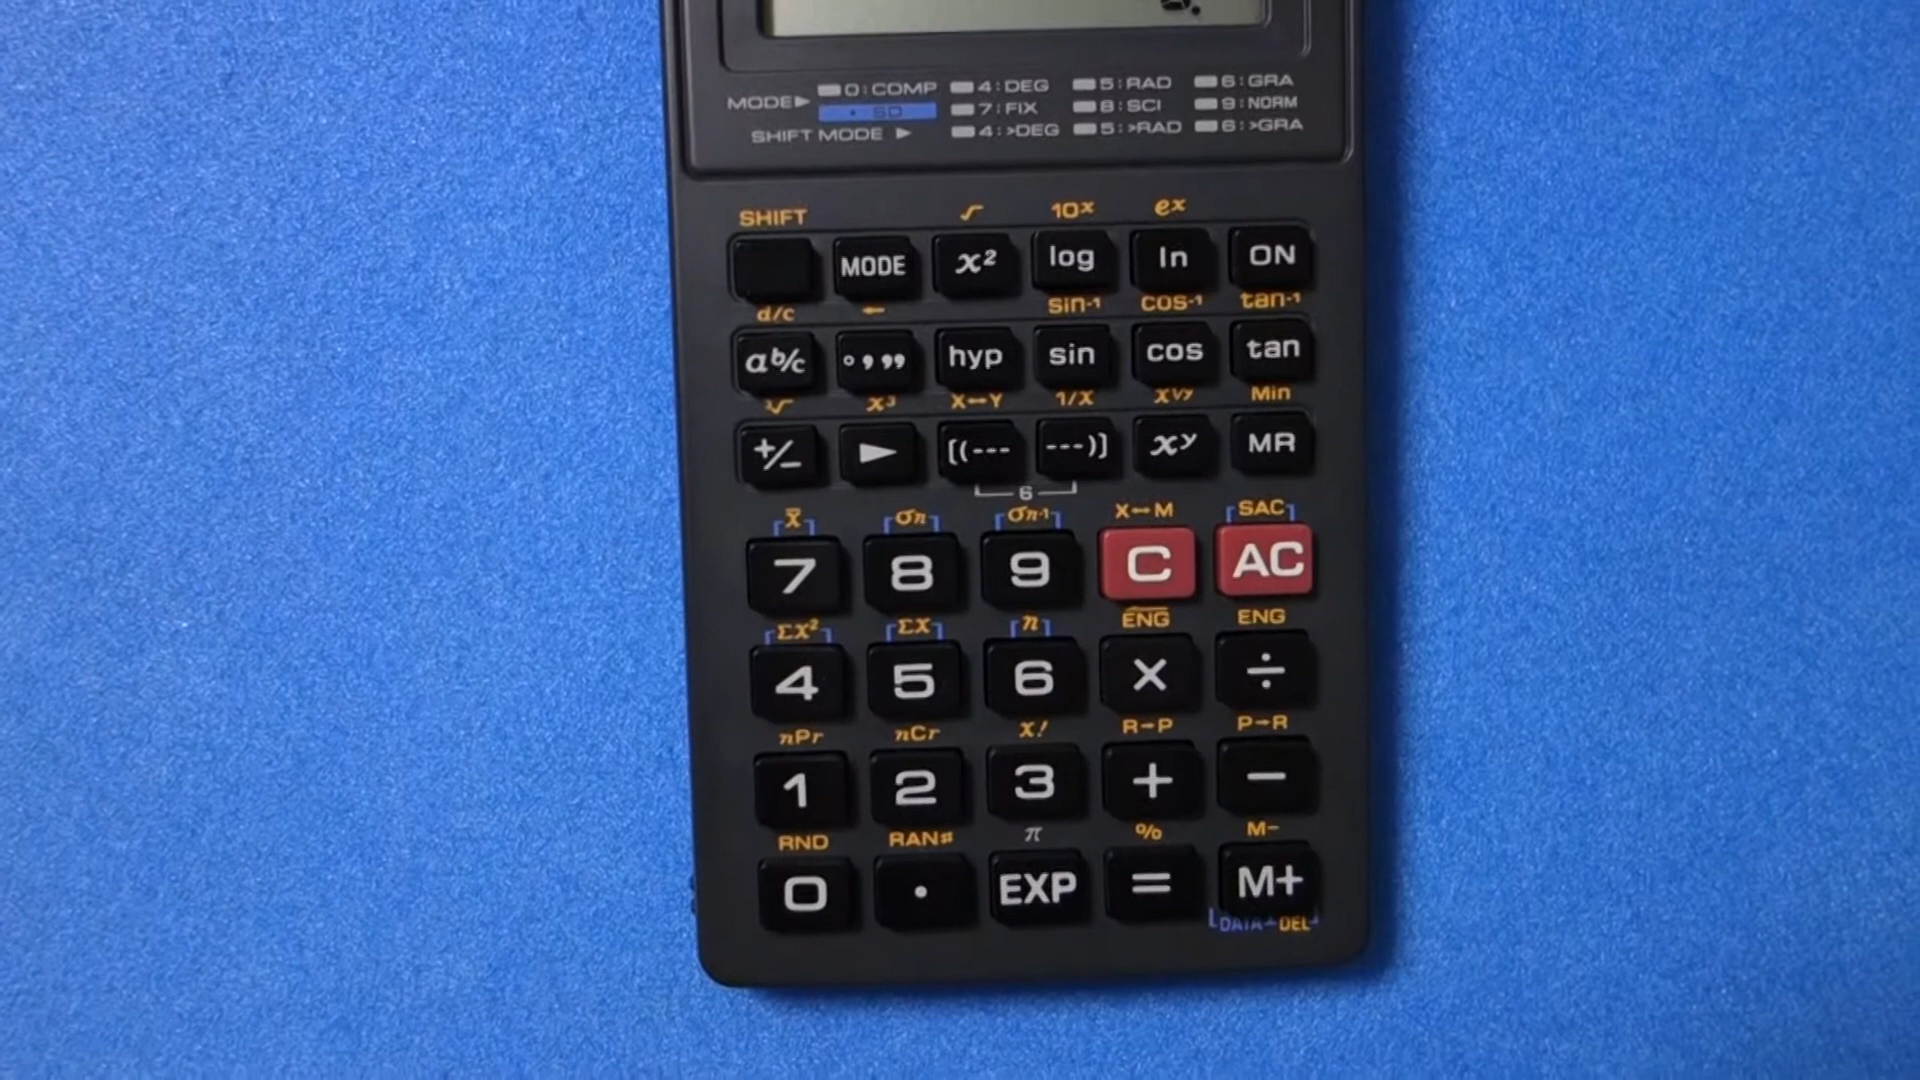 MODE▶ 0:COMP 4:DEG 5:RAD 6:GRA
· SD 7:FIX 8:SCI 9:NORM
SHIFT MODE ▶ 4:>DEG 5:>RAD 6:>GRA
SHIFT √ 10ˣ eˣ
MODE x² log ln ON
d/c ← sin⁻¹ cos⁻¹ tan⁻¹
a b/c ° , ,, hyp sin cos tan
³√ X³ X↔Y 1/X X^1/y Min
+/− ▶ [(--- ---)] xʸ MR
6
x̅ σn σn-1 X↔M SAC
7 8 9 C AC
Σx² Σx n ENG ENG
4 5 6 × ÷
nPr nCr x! R→P P→R
1 2 3 + −
RND RAN# π % M−
0 · EXP = M+
DATA DEL